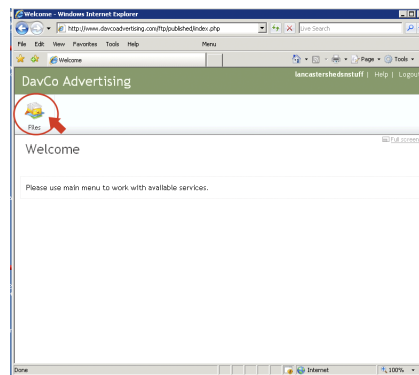 Welcome - Windows Internet Explorer
http://www.davcoadvertising.com/ftp/published/index.php
Live Search
File Edit View Favorites Tools Help Menu
Welcome
Page Tools
DavCo Advertising
lancastershedsnstuff | Help | Logout
Files
Full screen
Welcome
Please use main menu to work with available services.
Done
Internet
100%